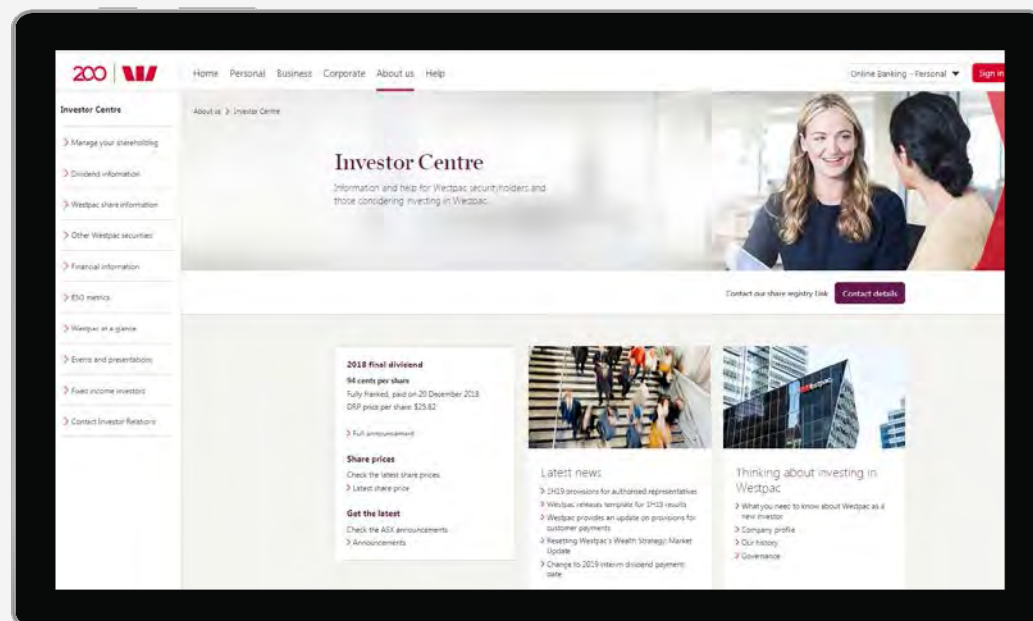 200
Home Personal Business Corporate About us Help
Online Banking - Personal
Sign in
Investor Centre
Manage your shareholding
Dividend information
Westpac share information
Other Westpac securities
Financial information
ESG metrics
Westpac at a glance
Events and presentations
Fixed income investors
Contact Investor Relations
About us > Investor Centre
Investor Centre
Information and help for Westpac securityholders and
those considering investing in Westpac.
Contact our share registry Link
Contact details
2018 final dividend
94 cents per share
Fully franked, paid on 20 December 2018
DRP price per share: $25.82
Full announcement
Share prices
Check the latest share prices
Latest share price
Get the latest
Check the ASX announcements
Announcements
Latest news
1H19 provisions for authorised representatives
Westpac releases template for 1H19 results
Westpac provides an update on provisions for
customer payments
Resetting Westpac's Wealth Strategy: Market
Update
Change to 2019 interim dividend payment
date
Westpac
Thinking about investing in
Westpac
What you need to know about Westpac as a
new investor
Company profile
Our history
Governance